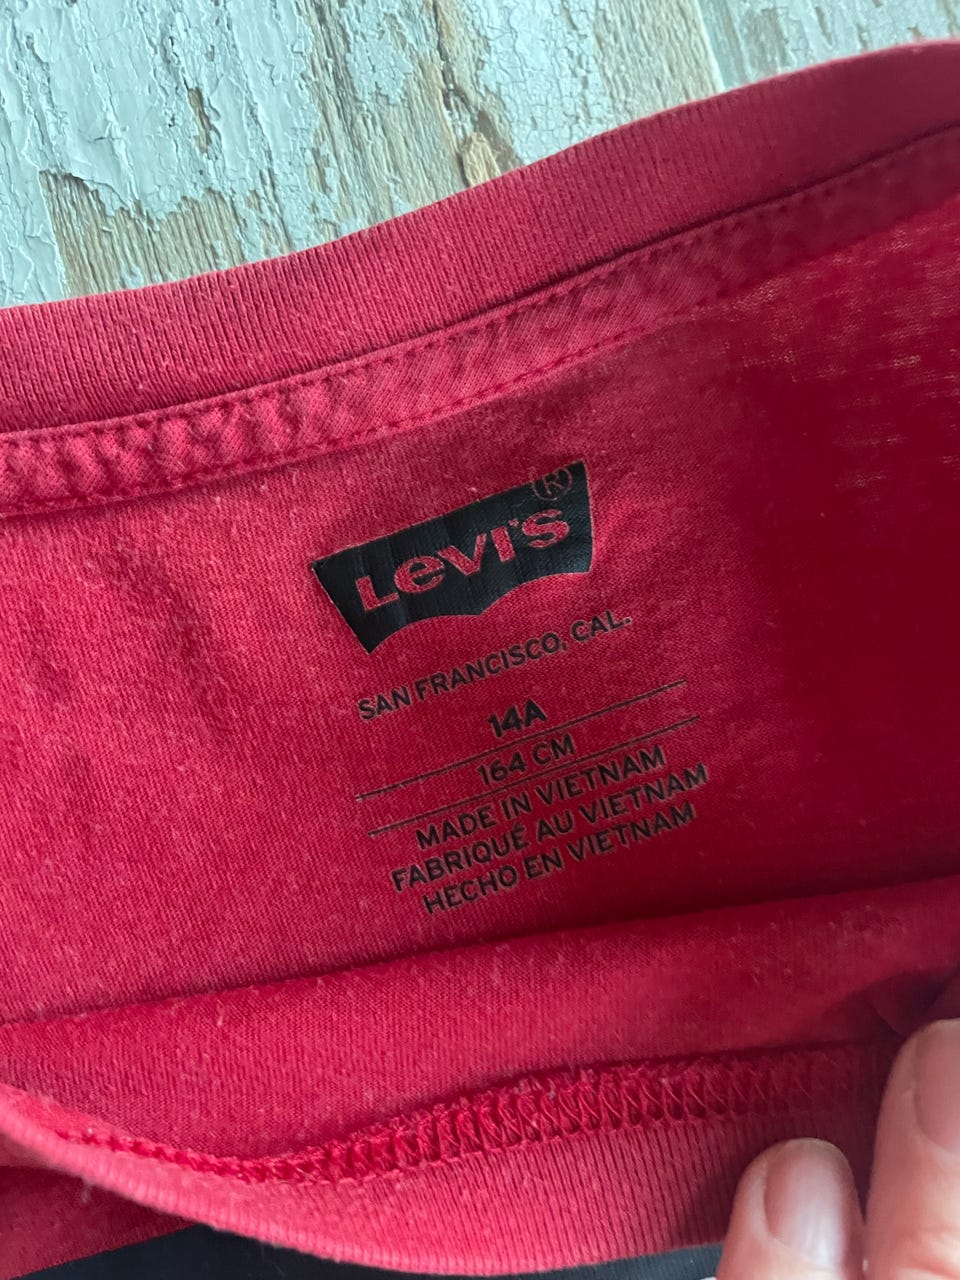 Levi's®
SAN FRANCISCO, CAL.
14A
164 CM
MADE IN VIETNAM
FABRIQUÉ AU VIETNAM
HECHO EN VIETNAM